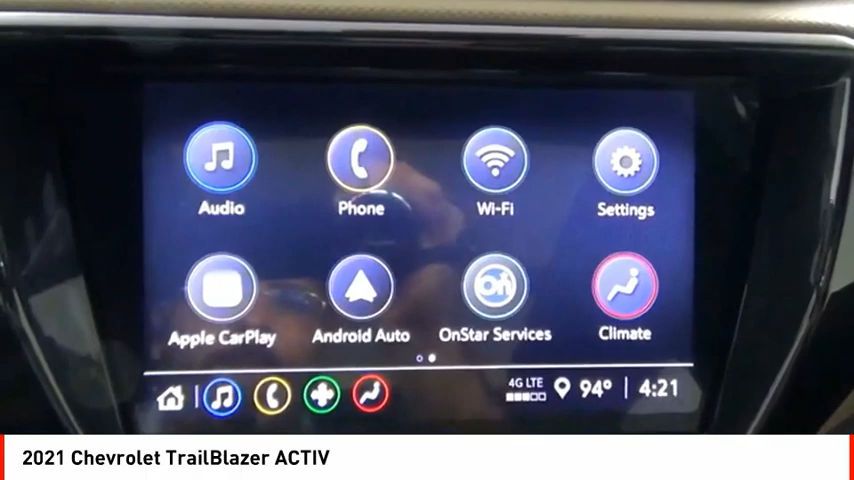 Audio Phone Wi-Fi Settings
On
Apple CarPlay Android Auto OnStar Services Climate
4G LTE 94° 4:21
2021 Chevrolet TrailBlazer ACTIV